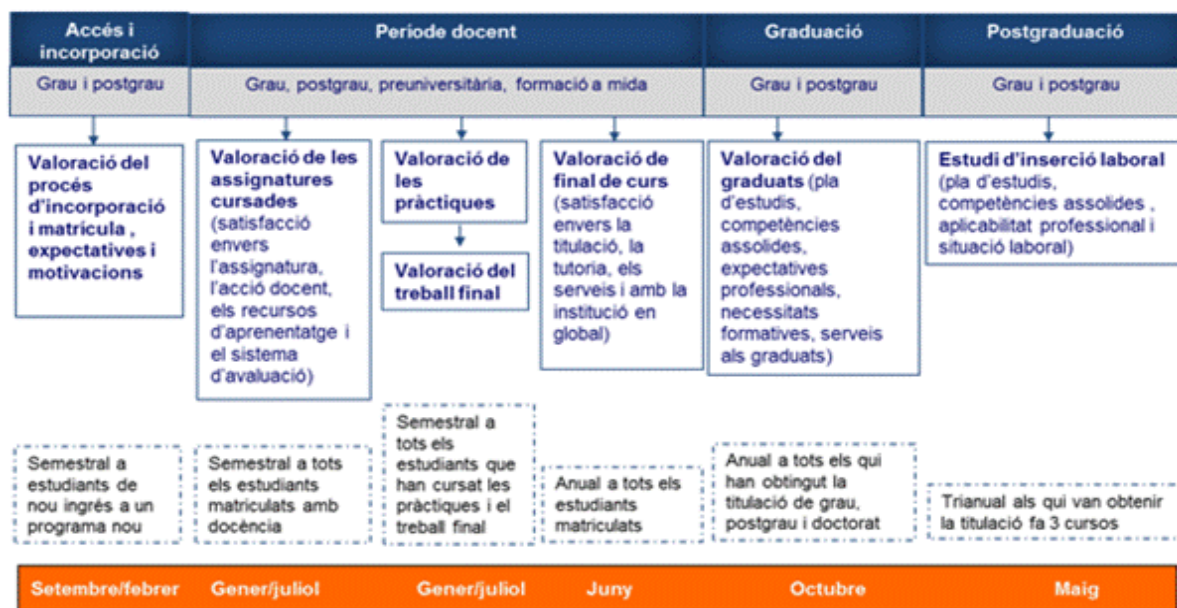 Accés i
incorporació
Període docent
Graduació
Postgraduació
Grau i postgrau
Grau, postgrau, preuniversitària, formació a mida
Grau i postgrau
Grau i postgrau
Valoració del
procés
d'incorporació
i matrícula ,
expectatives i
motivacions
Valoració de les
assignatures
cursades
(satisfacció
envers
l'assignatura,
l'acció docent,
els recursos
d'aprenentatge i
el sistema
d'avaluació)
Valoració de
les
pràctiques
Valoració del
treball final
Valoració de
final de curs
(satisfacció
envers la
titulació, la
tutoria, els
serveis i amb la
institució en
global)
Valoració del
graduats (pla
d'estudis,
competències
assolides,
expectatives
professionals,
necessitats
formatives, serveis
als graduats)
Estudi d'inserció laboral
(pla d'estudis,
competències assolides ,
aplicabilitat professional i
situació laboral)
Semestral a
estudiants de
nou ingrés a un
programa nou
Semestral a tots
els estudiants
matriculats amb
docència
Semestral a
tots els
estudiants que
han cursat les
pràctiques i el
treball final
Anual a tots els
estudiants
matriculats
Anual a tots els qui
han obtingut la
titulació de grau,
postgrau i doctorat
Trianual als qui van obtenir
la titulació fa 3 cursos
Setembre/febrer
Gener/juliol
Gener/juliol
Juny
Octubre
Maig